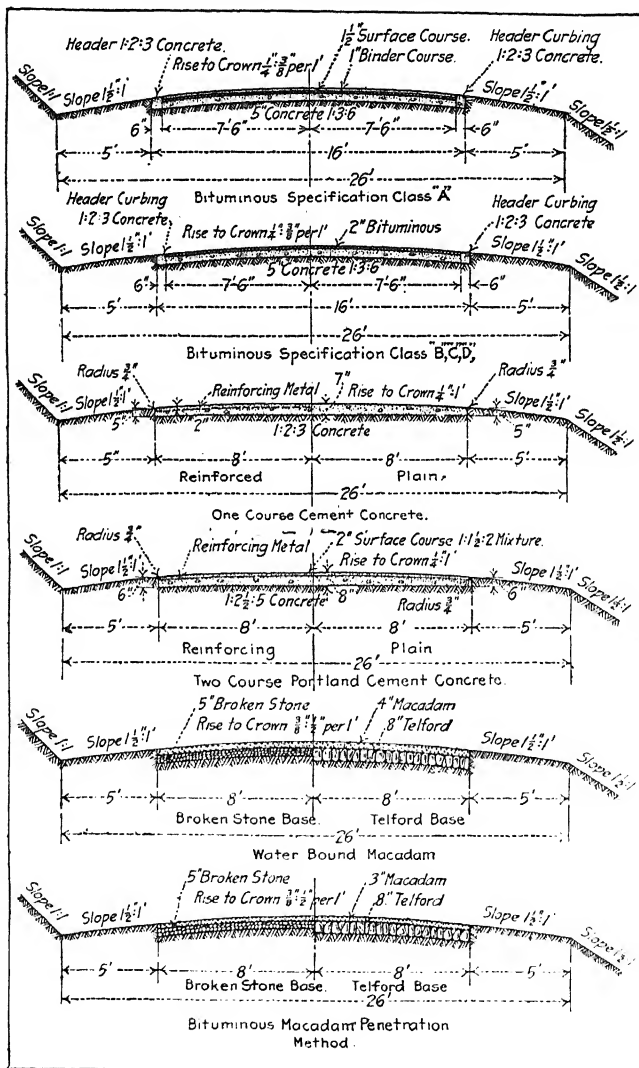 Header 1:2:3 Concrete.
1½" Surface Course.
1" Binder Course.
Header Curbing
1:2:3 Concrete.
Rise to Crown ¼" : ⅜" per 1'
Slope 1:1
Slope 1½":1'
Slope 1½":1'
Slope 1½:1
5" Concrete 1:3:6
6" 7'-6" 7'-6" 6"
5' 16' 5'
26'
Bituminous Specification Class "A"
Header Curbing
1:2:3 Concrete
Rise to Crown ¼" : ⅜" per 1'
2" Bituminous
Header Curbing
1:2:3 Concrete
Slope 1:1
Slope 1½":1'
Slope 1½":1'
Slope 1½:1
5" Concrete 1:3:6
6" 7'-6" 7'-6" 6"
5' 16' 5'
26'
Bituminous Specification Class "B","C","D",
Radius ¾"
Reinforcing Metal
7"
Rise to Crown ¼":1'
Radius ¾"
Slope 1:1
Slope 1½":1'
Slope 1½":1'
Slope 1½:1
5" 2" 1:2:3 Concrete 5"
5" 8' 8' 5'
Reinforced Plain,
26'
One Course Cement Concrete.
Radius ¾"
Reinforcing Metal
2" Surface Course 1:1½:2 Mixture.
Rise to Crown ¼":1'
Slope 1:1
Slope 1½":1'
Slope 1½":1'
Slope 1½:1
6" 1:2½:5 Concrete 8" Radius ¾" 6"
5' 8' 8' 5'
Reinforcing Plain
26'
Two Course Portland Cement Concrete.
5" Broken Stone
Rise to Crown ⅜" : ½" per 1'
4" Macadam
8" Telford
Slope 1:1
Slope 1½":1'
Slope 1½":1'
Slope 1½:1
5' 8' 8' 5'
Broken Stone Base. Telford Base
26'
Water Bound Macadam
5" Broken Stone
Rise to Crown ⅜" : ½" per 1'
3" Macadam
8" Telford
Slope 1:1
Slope 1½":1'
Slope 1½":1'
Slope 1½:1
5' 8' 8' 5'
Broken Stone Base. Telford Base
26'
Bituminous Macadam Penetration
Method.